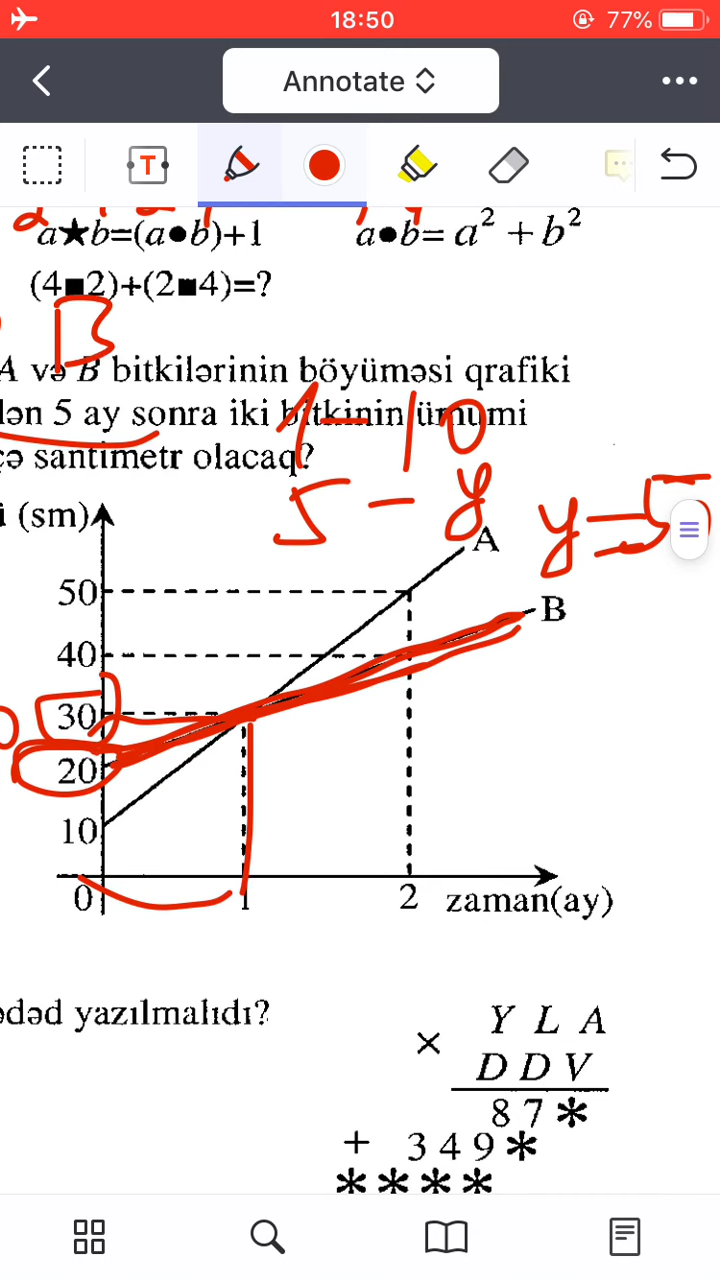 18:50
77%
Annotate
T
a★b=(a●b)+1 a●b= a² + b²
(4■2)+(2■4)=?
B
A və B bitkilərinin böyüməsi qrafiki
lən 5 ay sonra iki bitkinin ümumi
çə santimetr olacaq?
1 – 10
5 – y
y = 5
(sm)
A
50
B
40
30
20
10
0 1 2 zaman(ay)
ədəd yazılmalıdı?
Y L A
× D D V
8 7 *
+ 3 4 9 *
* * * *